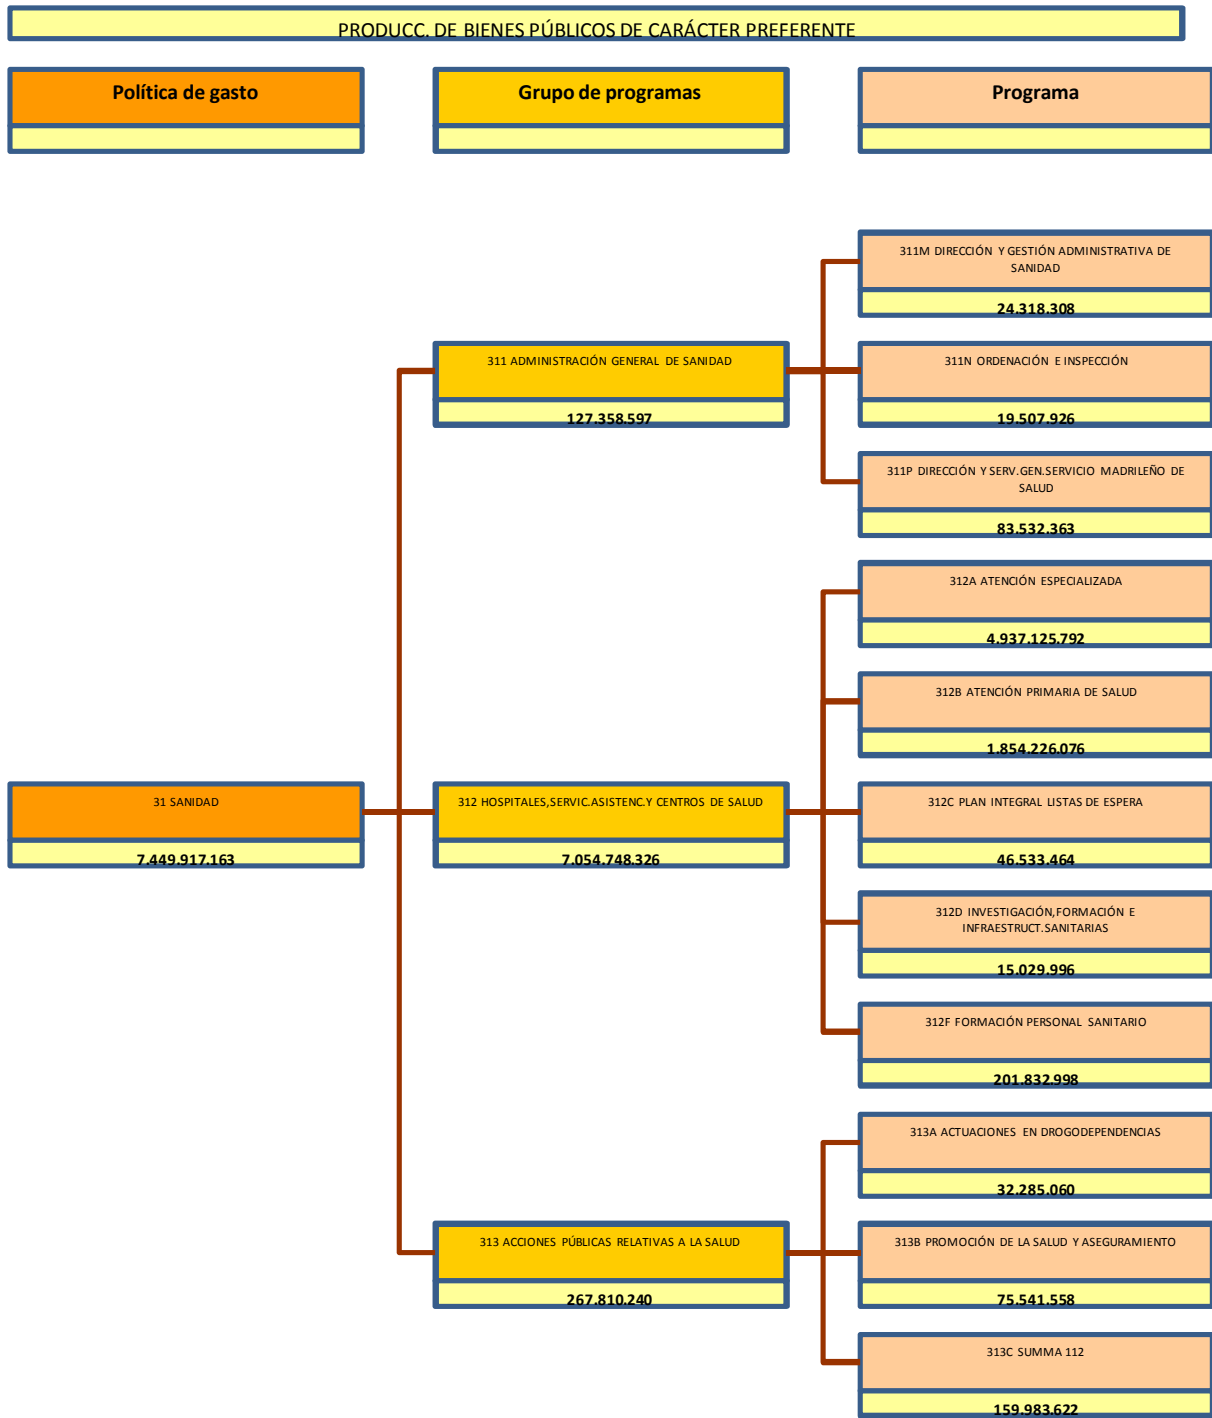 PRODUCC. DE BIENES PÚBLICOS DE CARÁCTER PREFERENTE
Política de gasto
Grupo de programas
Programa
311M DIRECCIÓN Y GESTIÓN ADMINISTRATIVA DE
SANIDAD
24.318.308
311 ADMINISTRACIÓN GENERAL DE SANIDAD
127.358.597
311N ORDENACIÓN E INSPECCIÓN
19.507.926
311P DIRECCIÓN Y SERV.GEN.SERVICIO MADRILEÑO DE
SALUD
83.532.363
312A ATENCIÓN ESPECIALIZADA
4.937.125.792
312B ATENCIÓN PRIMARIA DE SALUD
1.854.226.076
31 SANIDAD
7.449.917.163
312 HOSPITALES,SERVIC.ASISTENC.Y CENTROS DE SALUD
7.054.748.326
312C PLAN INTEGRAL LISTAS DE ESPERA
46.533.464
312D INVESTIGACIÓN,FORMACIÓN E
INFRAESTRUCT.SANITARIAS
15.029.996
312F FORMACIÓN PERSONAL SANITARIO
201.832.998
313A ACTUACIONES EN DROGODEPENDENCIAS
32.285.060
313 ACCIONES PÚBLICAS RELATIVAS A LA SALUD
267.810.240
313B PROMOCIÓN DE LA SALUD Y ASEGURAMIENTO
75.541.558
313C SUMMA 112
159.983.622